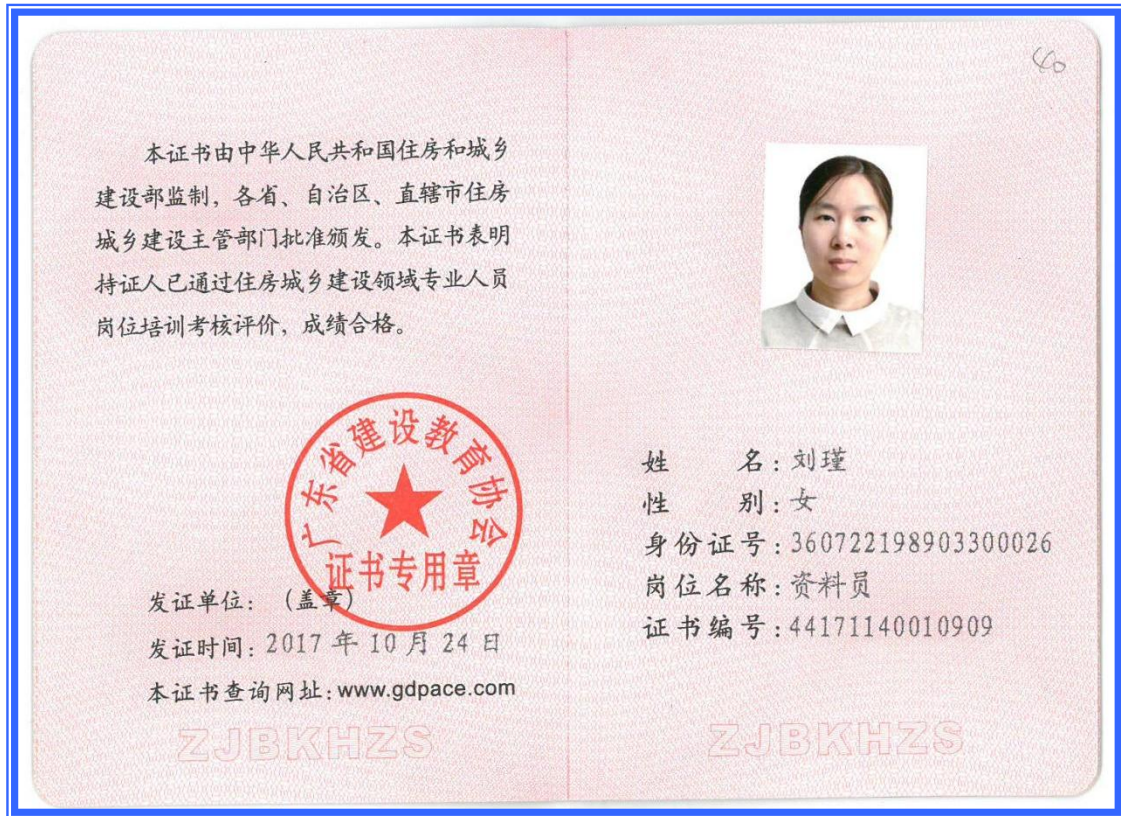 本证书由中华人民共和国住房和城乡
建设部监制，各省、自治区、直辖市住房
城乡建设主管部门批准颁发。本证书表明
持证人已通过住房城乡建设领域专业人员
岗位培训考核评价，成绩合格。
广东省建设教育协会
证书专用章
发证单位：（盖章）
发证时间：2017 年 10 月 24 日
本证书查询网址：www.gdpace.com
ZJBKHZS
40
姓 名：刘瑾
性 别：女
身份证号：360722198903300026
岗位名称：资料员
证书编号：44171140010909
ZJBKHZS